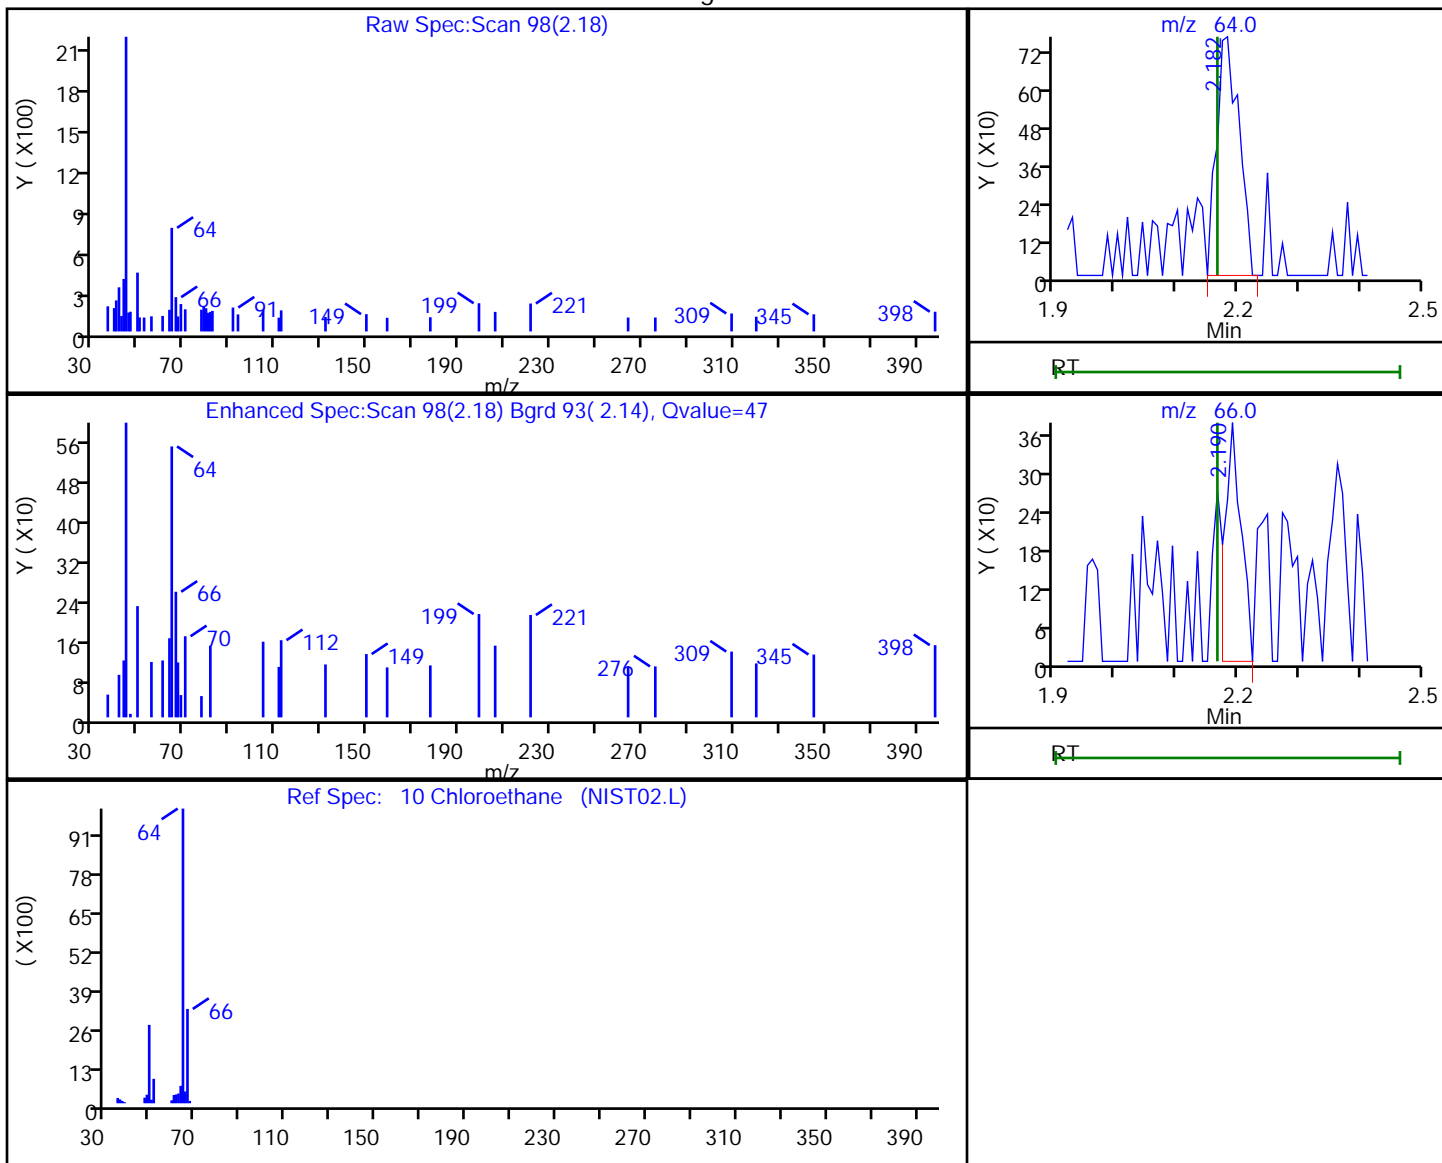 Raw Spec:Scan 98(2.18)
Y ( X100)
21
18
15
12
9
6
3
0
64
66
91
149
199
221
309
345
398
30 70 110 150 190 230 270 310 350 390
m/z
m/z 64.0
Y ( X10)
72
60
48
36
24
12
0
2.182
1.9 2.2 2.5
Min
RT
Enhanced Spec:Scan 98(2.18) Bgrd 93( 2.14), Qvalue=47
Y ( X10)
56
48
40
32
24
16
8
0
64
66
70
112
149
199
221
276
309
345
398
30 70 110 150 190 230 270 310 350 390
m/z
m/z 66.0
Y ( X10)
36
30
24
18
12
6
0
2.190
1.9 2.2 2.5
Min
RT
Ref Spec: 10 Chloroethane (NIST02.L)
( X100)
91
78
65
52
39
26
13
0
64
66
30 70 110 150 190 230 270 310 350 390